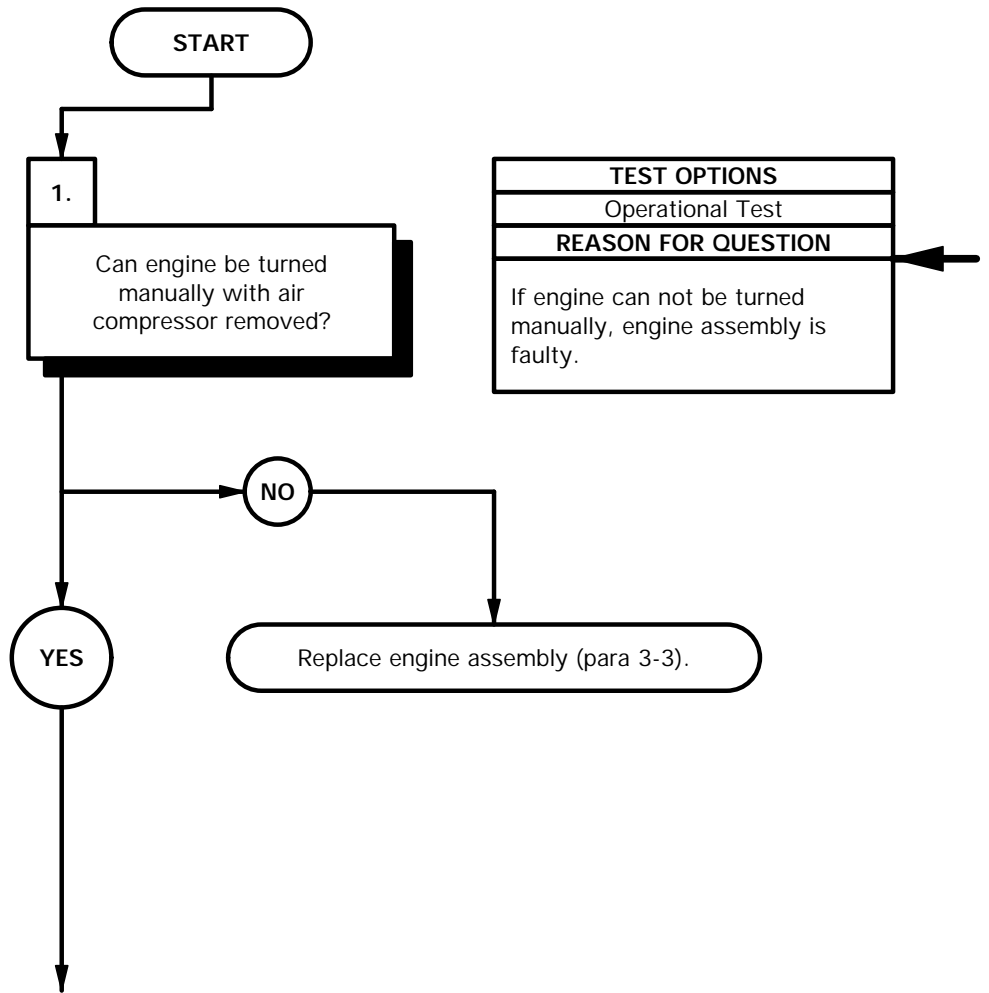 START
1.
Can engine be turned
manually with air
compressor removed?
TEST OPTIONS
Operational Test
REASON FOR QUESTION
If engine can not be turned
manually, engine assembly is
faulty.
NO
YES
Replace engine assembly (para 3-3).